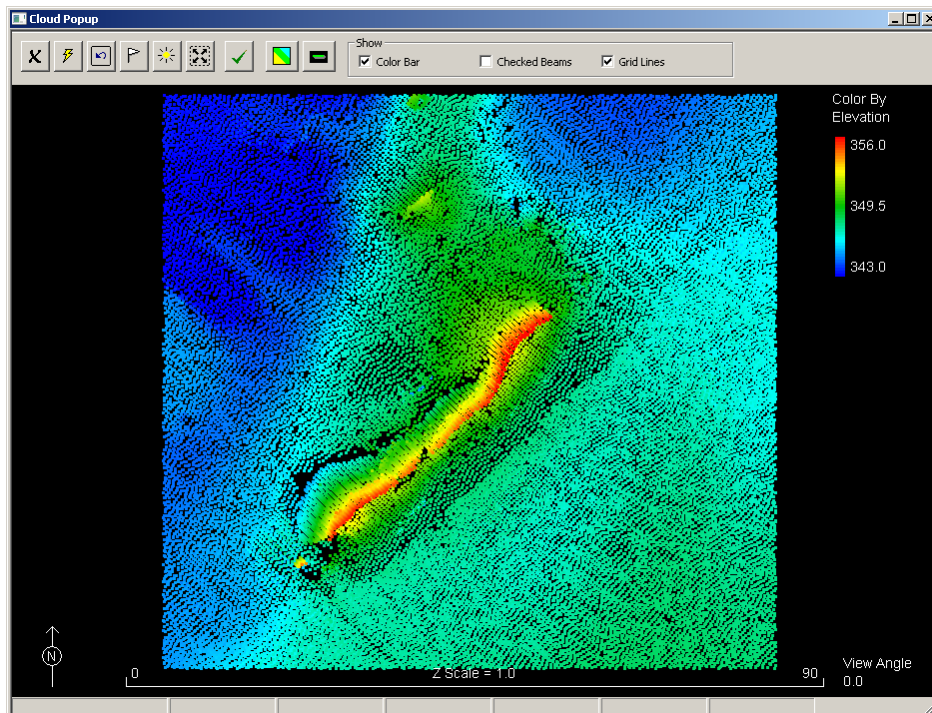 Cloud Popup
Show
Color Bar
Checked Beams
Grid Lines
Color By
Elevation
356.0
349.5
343.0
N
0
Z Scale = 1.0
90
View Angle
0.0